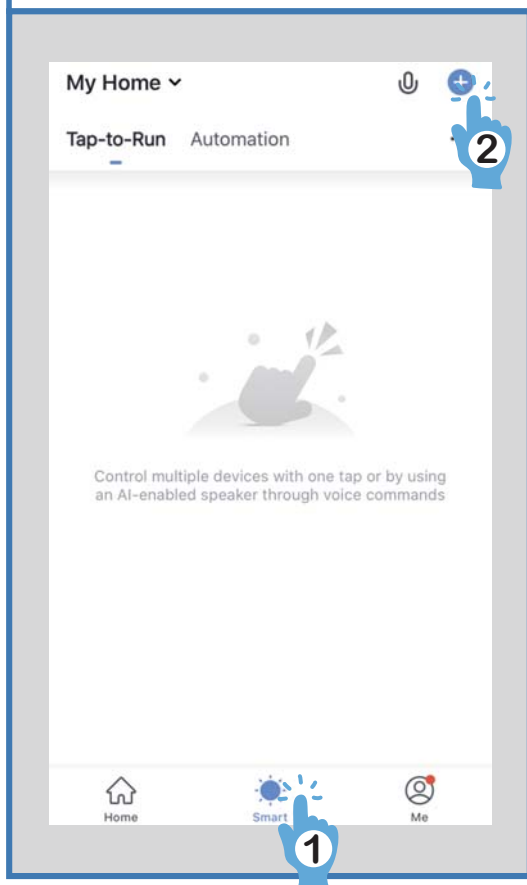 My Home
Tap-to-Run Automation
2
Control multiple devices with one tap or by using
an AI-enabled speaker through voice commands
Home Smart Me
1